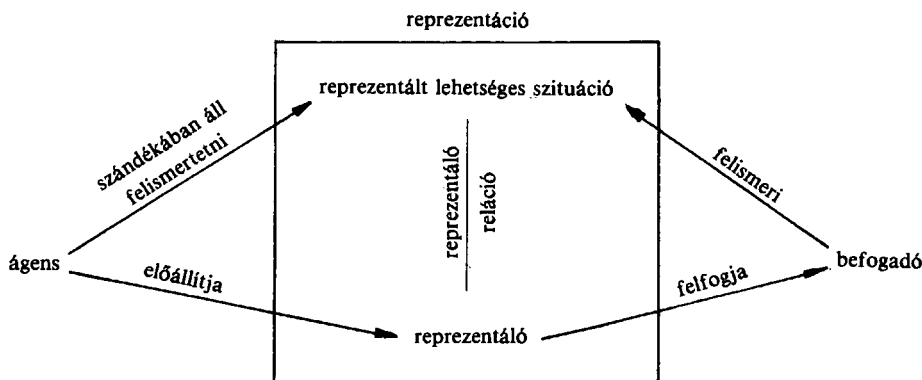 reprezentáció
reprezentált lehetséges szituáció
szándékában áll
felismertetni
reprezentáló
reláció
felismeri
ágens
előállítja
felfogja
befogadó
reprezentáló